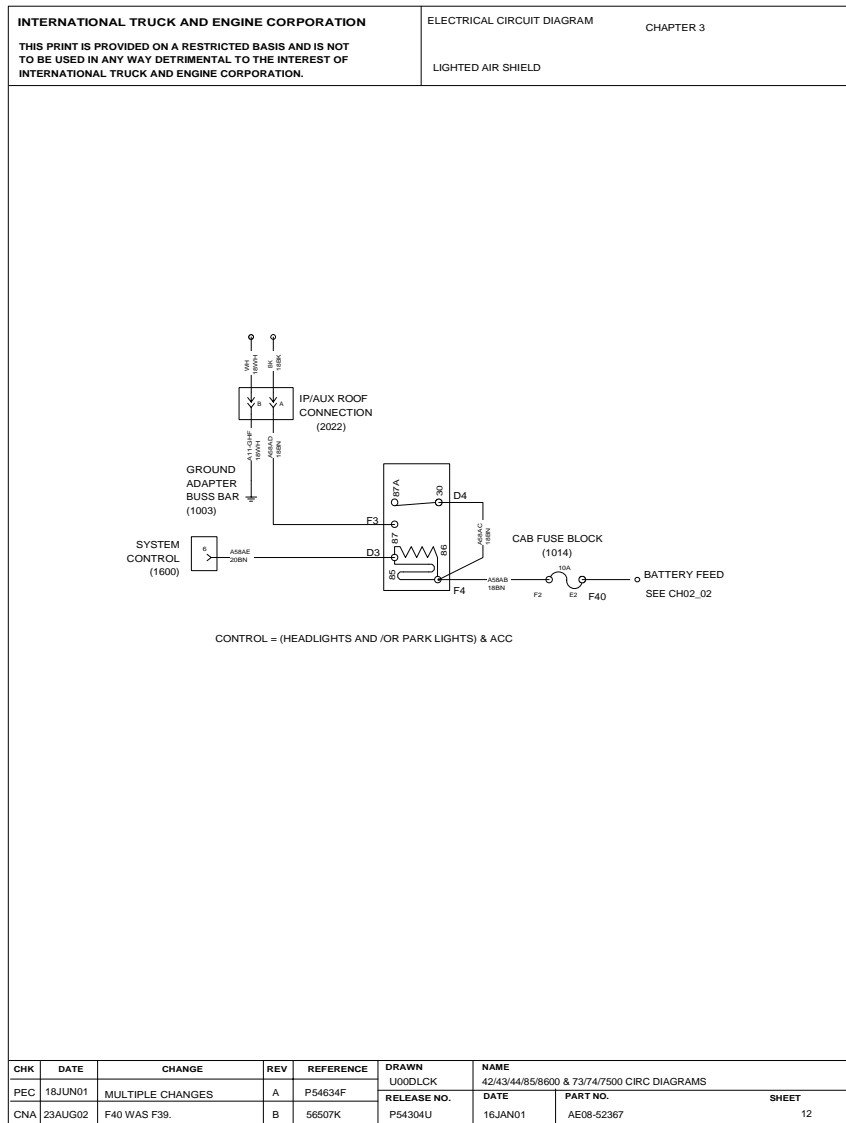 INTERNATIONAL TRUCK AND ENGINE CORPORATION
THIS PRINT IS PROVIDED ON A RESTRICTED BASIS AND IS NOT
TO BE USED IN ANY WAY DETRIMENTAL TO THE INTEREST OF
INTERNATIONAL TRUCK AND ENGINE CORPORATION.
ELECTRICAL CIRCUIT DIAGRAM
CHAPTER 3
LIGHTED AIR SHIELD
WH
18WH
BK
18BK
B
A
IP/AUX ROOF
CONNECTION
(2022)
A11-GHF
18WH
A58AD
18BN
GROUND
ADAPTER
BUSS BAR
(1003)
87A
30
D4
F3
87
86
A58AC
18BN
SYSTEM
CONTROL
(1600)
6
A58AE
20BN
D3
85
F4
A58AB
18BN
CAB FUSE BLOCK
(1014)
10A
F2
E2
F40
BATTERY FEED
SEE CH02_02
CONTROL = (HEADLIGHTS AND /OR PARK LIGHTS) & ACC
CHK DATE CHANGE REV REFERENCE
PEC 18JUN01 MULTIPLE CHANGES A P54634F
CNA 23AUG02 F40 WAS F39. B 56507K
DRAWN
U00DLCK
NAME
42/43/44/85/8600 & 73/74/7500 CIRC DIAGRAMS
RELEASE NO. DATE PART NO. SHEET
P54304U 16JAN01 AE08-52367 12